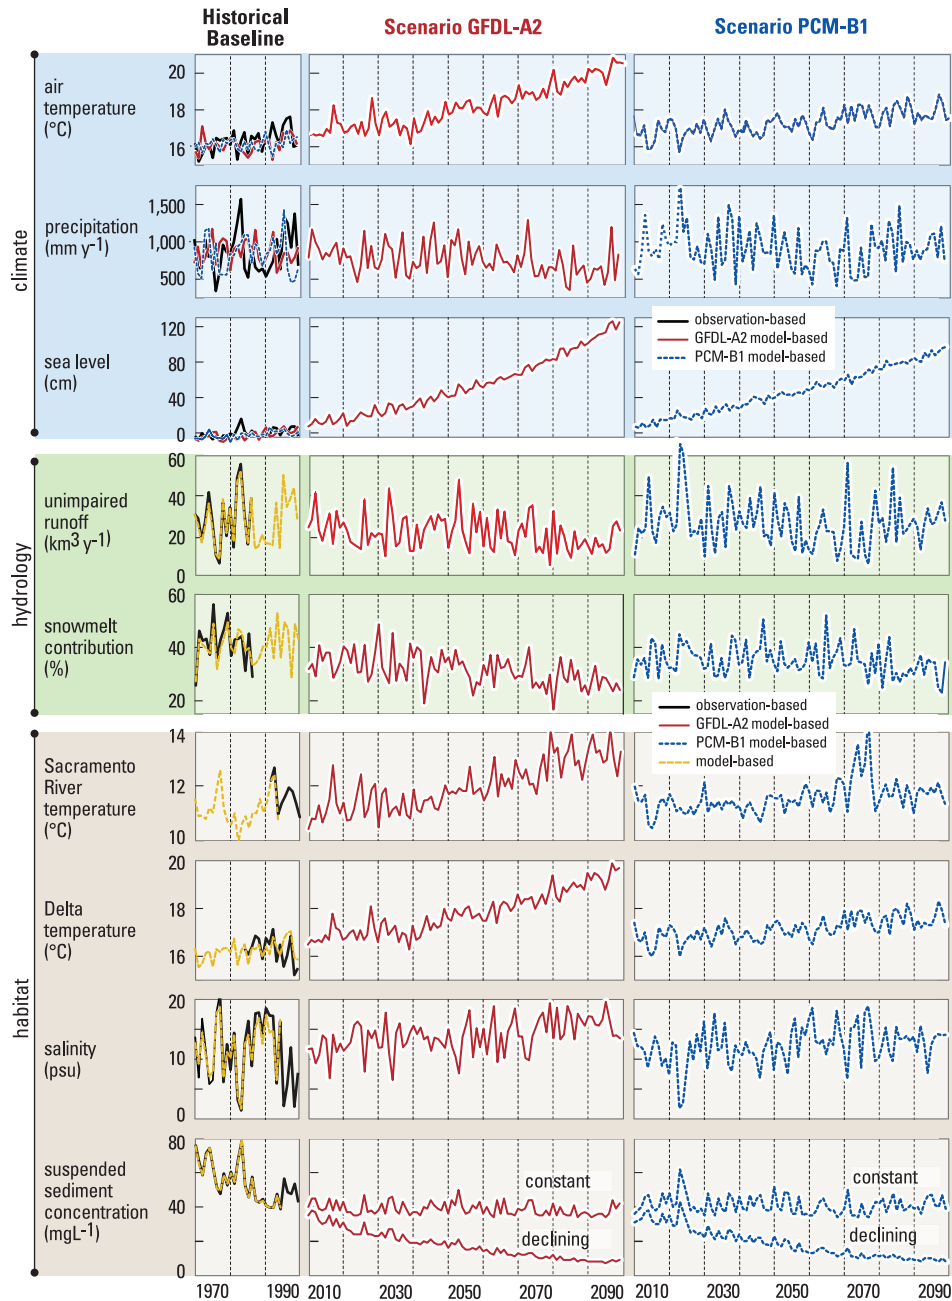 Historical
Baseline
Scenario GFDL-A2
Scenario PCM-B1
climate
air
temperature
(°C)
20
18
16
precipitation
(mm y-1)
1,500
1,000
500
sea level
(cm)
120
80
40
0
observation-based
GFDL-A2 model-based
PCM-B1 model-based
hydrology
unimpaired
runoff
(km3 y-1)
60
40
20
0
snowmelt
contribution
(%)
60
40
20
observation-based
GFDL-A2 model-based
PCM-B1 model-based
model-based
habitat
Sacramento
River
temperature
(°C)
14
12
10
Delta
temperature
(°C)
20
18
16
salinity
(psu)
20
10
0
suspended
sediment
concentration
(mgL-1)
80
40
0
constant
declining
constant
declining
1970 1990 2010 2030 2050 2070 2090 2010 2030 2050 2070 2090